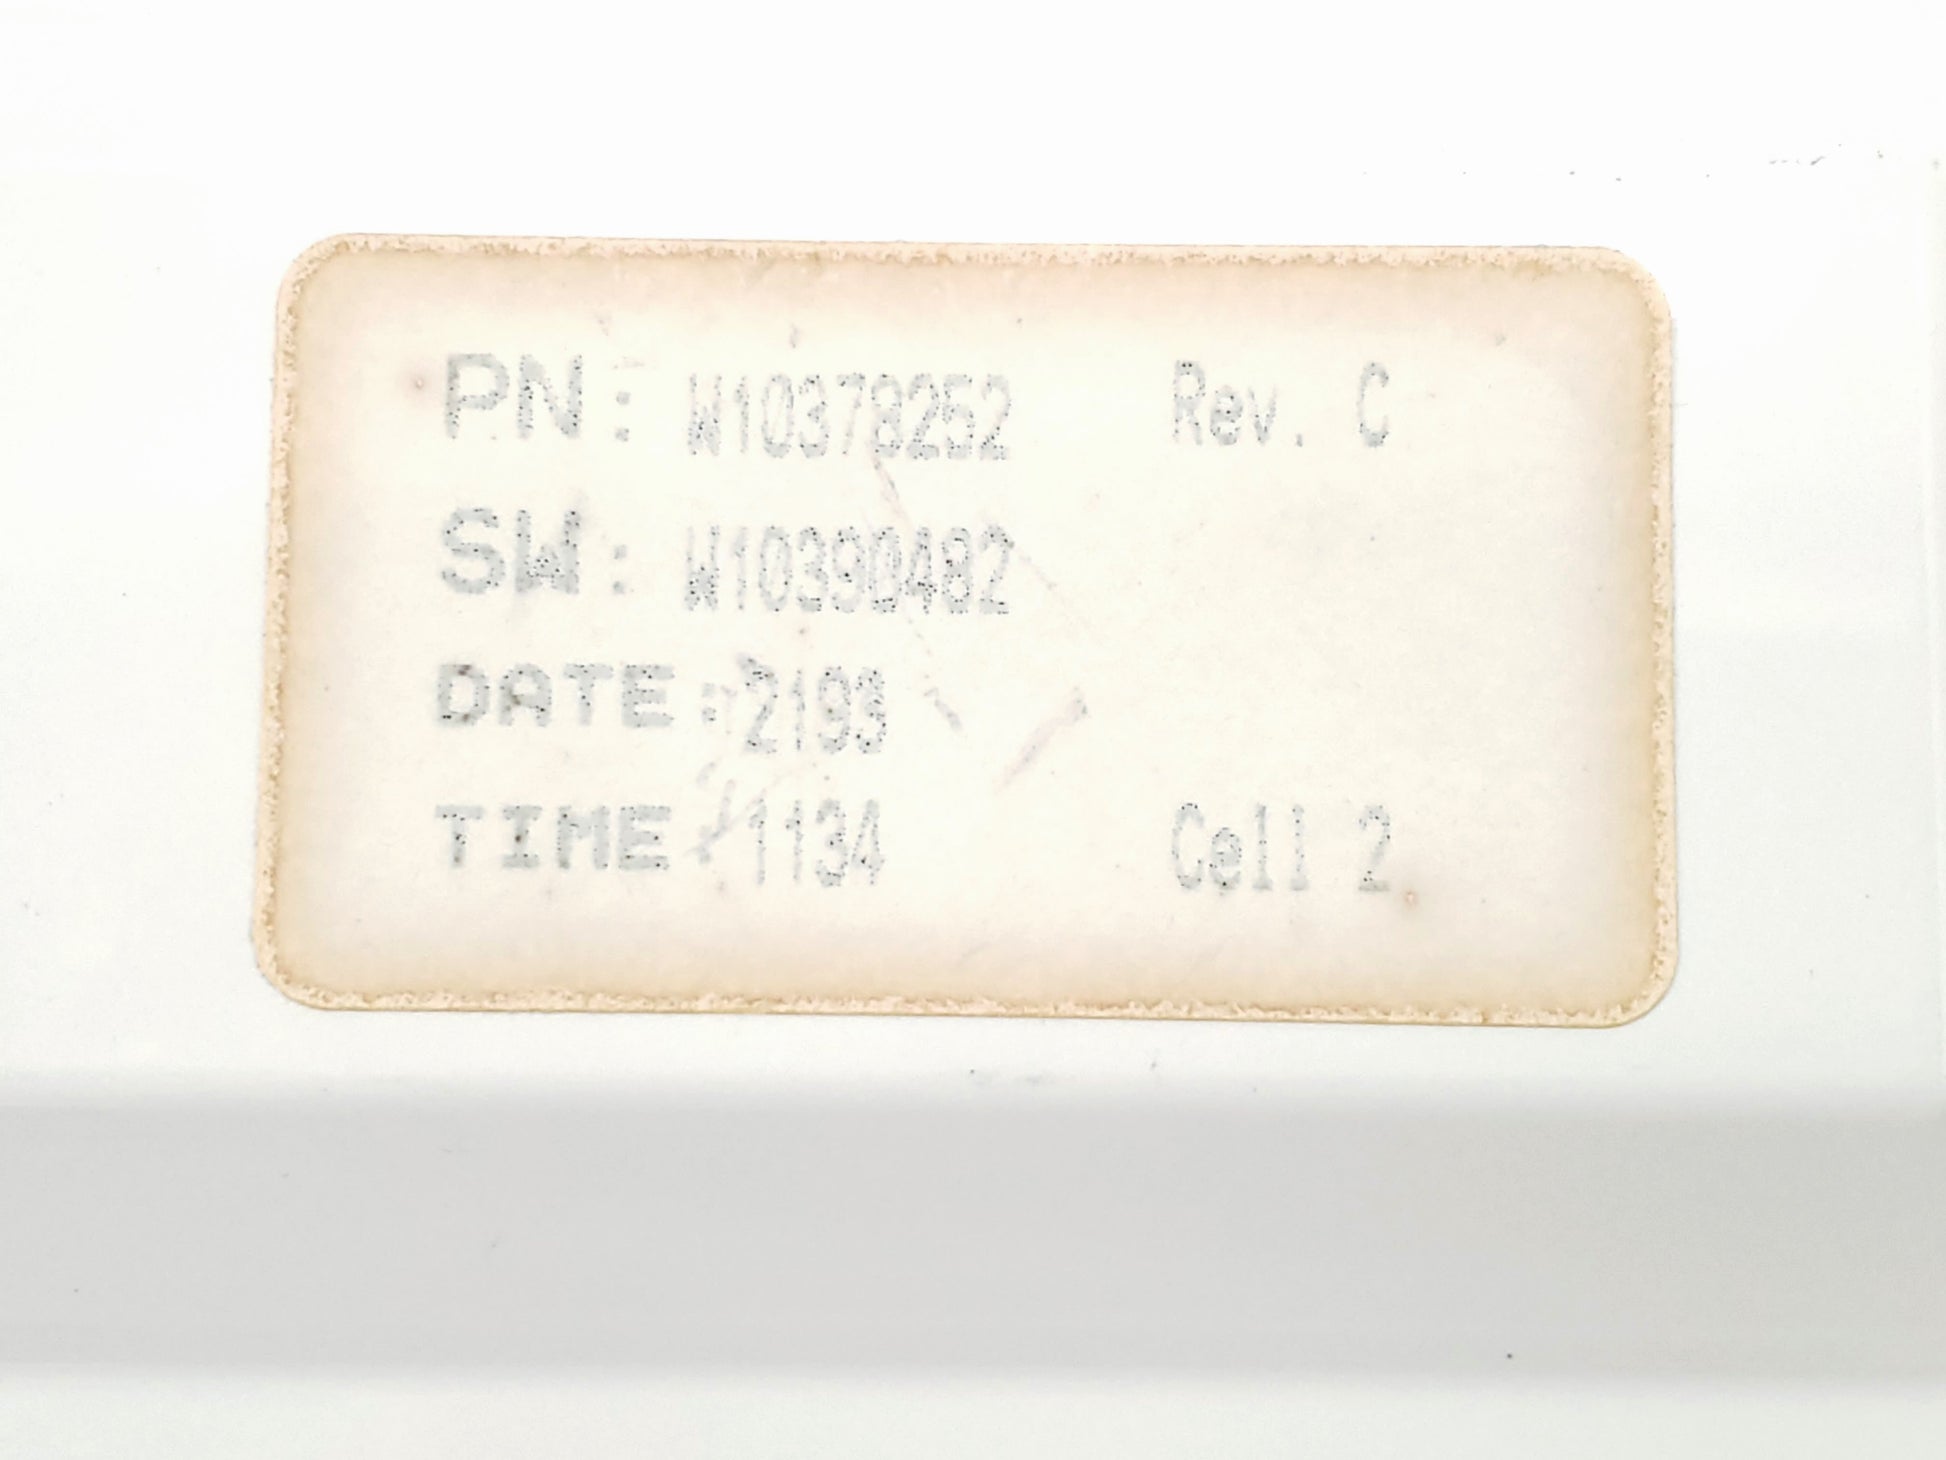 PN: W10378252 Rev. C
SW: W10390482
DATE: 2193
TIME: 1134 Cell 2